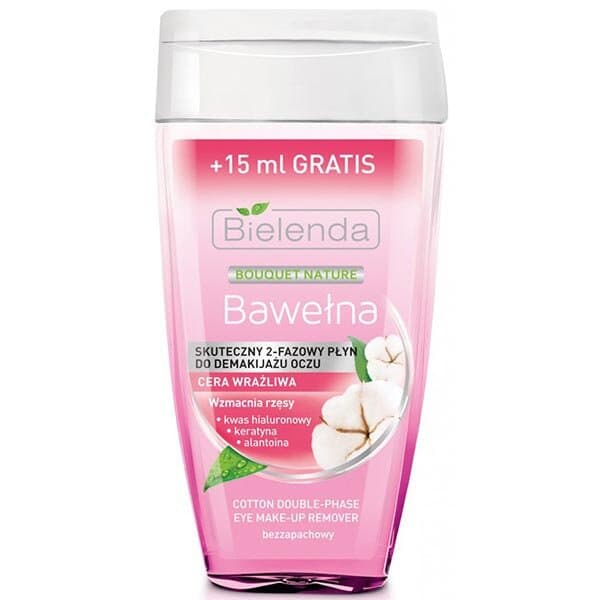 +15 ml GRATIS
Bielenda
BOUQUET NATURE
Bawełna
SKUTECZNY 2-FAZOWY PŁYN
DO DEMAKIJAŻU OCZU
CERA WRAŻLIWA
Wzmacnia rzęsy
• kwas hialuronowy
• keratyna
• alantoina
COTTON DOUBLE-PHASE
EYE MAKE-UP REMOVER
bezzapachowy